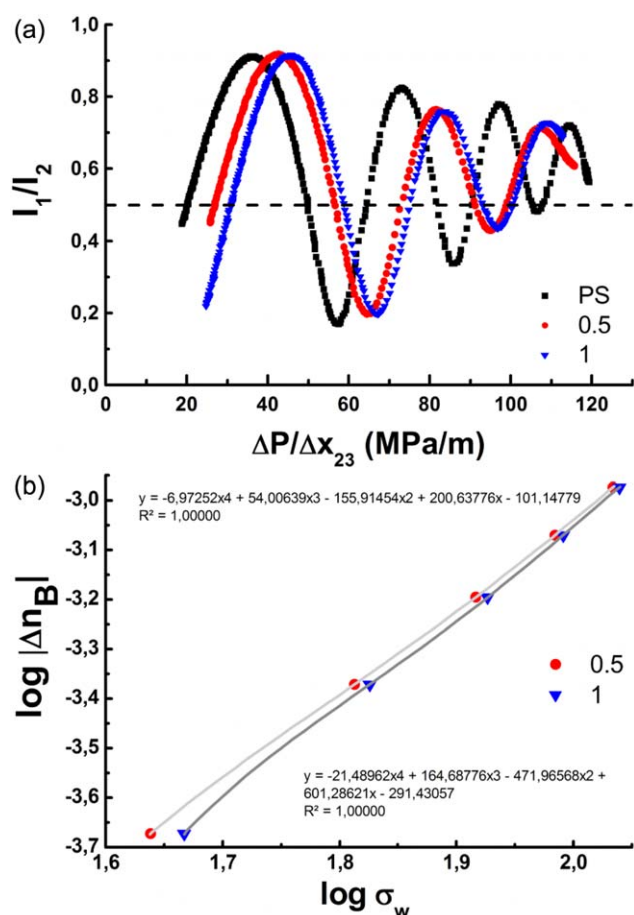 (a)
1,0
0,8
0,6
0,4
0,2
0,0
I1/I2
PS
0.5
1
0 20 40 60 80 100 120
ΔP/Δx23 (MPa/m)
(b)
y = -6,97252x4 + 54,00639x3 - 155,91454x2 + 200,63776x - 101,14779
R² = 1,00000
-3,0
-3,1
-3,2
-3,3
-3,4
-3,5
-3,6
-3,7
log |ΔnB|
0.5
1
y = -21,48962x4 + 164,68776x3 - 471,96568x2 +
601,28621x - 291,43057
R² = 1,00000
1,6 1,7 1,8 1,9 2,0
log σw